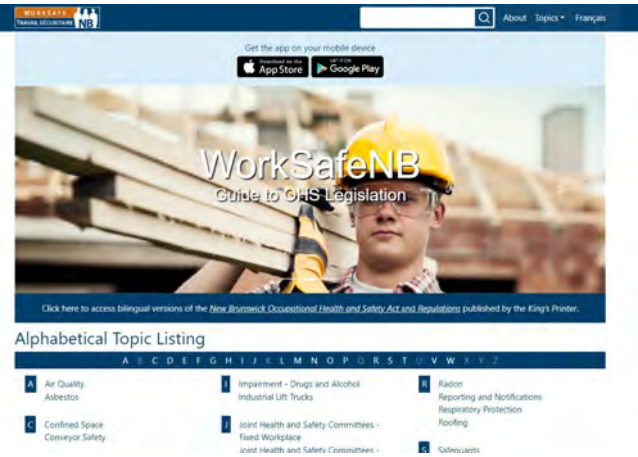 WORKSAFE
TRAVAIL SÉCURITAIRE NB
About Topics Français
Get the app on your mobile device
Download on the App Store
GET IT ON Google Play
WorkSafeNB
Guide to OHS Legislation
Click here to access bilingual versions of the New Brunswick Occupational Health and Safety Act and Regulations published by the King's Printer.
Alphabetical Topic Listing
A B C D E F G H I J K L M N O P Q R S T U V W X Y Z
A Air Quality
Asbestos
C Confined Space
Conveyor Safety
I Impairment - Drugs and Alcohol
Industrial Lift Trucks
J Joint Health and Safety Committees -
Fixed Workplace
Joint Health and Safety Committees -
R Radon
Reporting and Notifications
Respiratory Protection
Roofing
S Safeguards